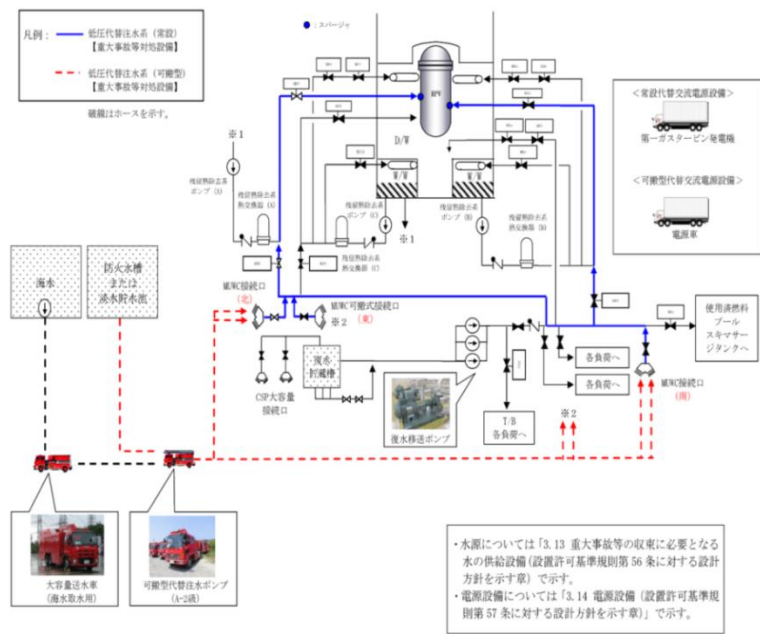 凡例:
低圧代替注水系(常設)
【重大事故等対処設備】
低圧代替注水系(可搬型)
【重大事故等対処設備】
破線はホースを示す。
:スパージャ
RPV
D/W
W/W
W/W
※1
残留熱除去系
ポンプ(A)
残留熱除去系
熱交換器(A)
残留熱除去系
ポンプ(C)
※1
残留熱除去系
ポンプ(B)
残留熱除去系
熱交換器(B)
<常設代替交流電源設備>
第一ガスタービン発電機
<可搬型代替交流電源設備>
電源車
海水
防火水槽
または
淡水貯水池
MUWC接続口
(北)
MUWC可搬式接続口
※2
(東)
復水
貯蔵槽
CSP大容量
接続口
復水移送ポンプ
T/B
各負荷へ
各負荷へ
各負荷へ
使用済燃料
プール
スキマサー
ジタンクへ
MUWC接続口
(南)
※2
大容量送水車
(海水取水用)
可搬型代替注水ポンプ
(A-2級)
・水源については「3.13 重大事故等の収束に必要となる
水の供給設備(設置許可基準規則第56条に対する設計
方針を示す章)で示す。
・電源設備については「3.14 電源設備(設置許可基準規
則第57条に対する設計方針を示す章)」で示す。